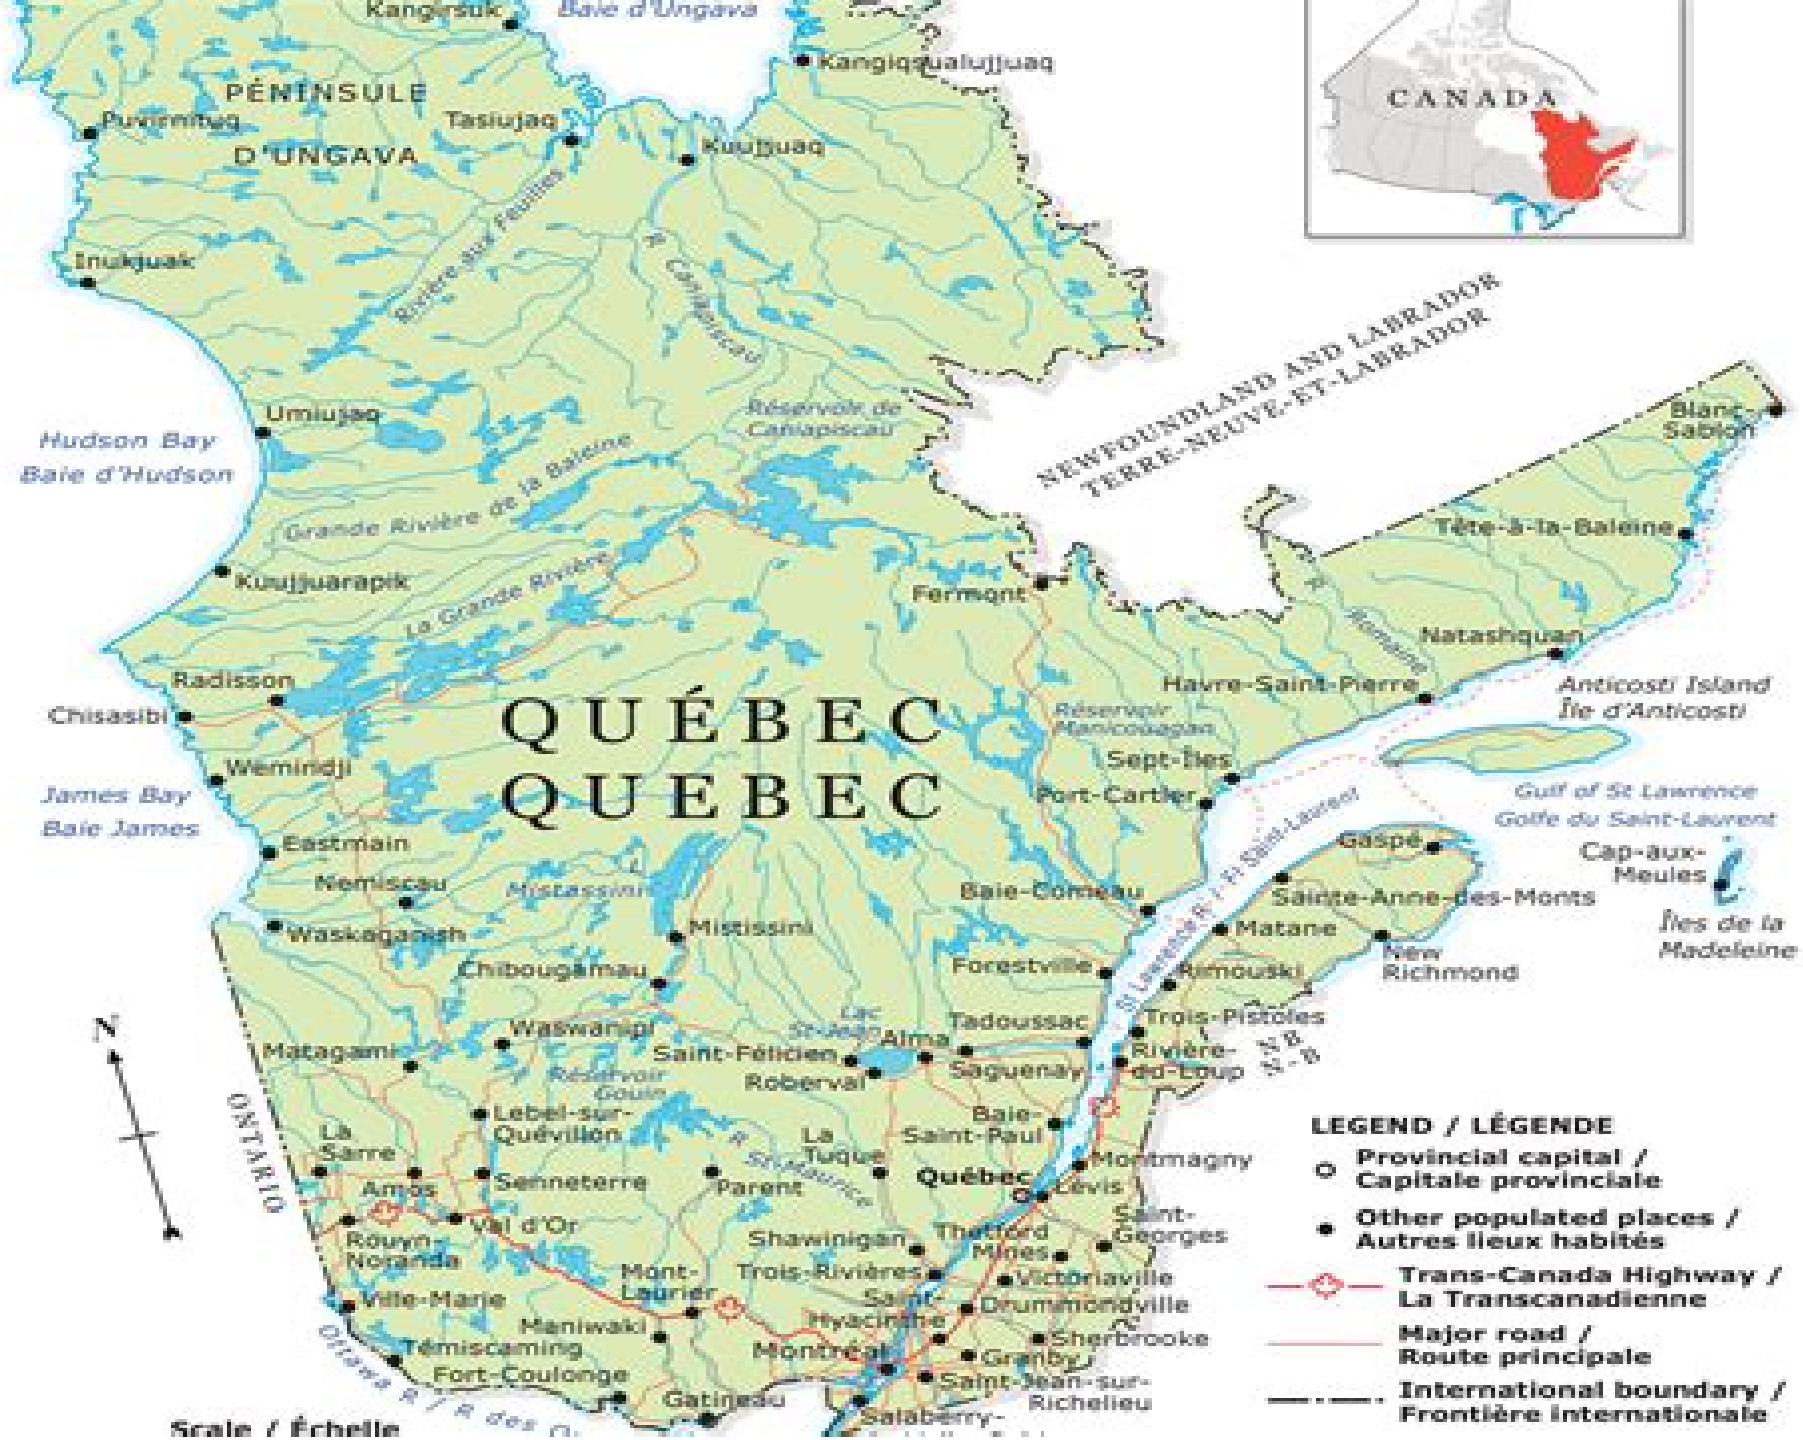 Kangirsuk
Baie d'Ungava
Kangiqsualujjuaq
PÉNINSULE
D'UNGAVA
Puvirnituq
Tasiujaq
Kuujjuaq
CANADA
Rivière aux Feuilles
R Caniapiscau
Inukjuak
NEWFOUNDLAND AND LABRADOR
TERRE-NEUVE-ET-LABRADOR
Umiujaq
Réservoir de
Caniapiscau
Blanc-
Sablon
Hudson Bay
Baie d'Hudson
Grande Rivière de la Baleine
Tête-à-la-Baleine
Kuujjuarapik
La Grande Rivière
Fermont
R Romaine
Natashquan
Radisson
Havre-Saint-Pierre
Anticosti Island
Île d'Anticosti
Chisasibi
QUÉBEC
QUEBEC
Réservoir
Manicouagan
Sept-Îles
Wemindji
Port-Cartier
James Bay
Baie James
Gulf of St Lawrence
Golfe du Saint-Laurent
St Lawrence R / Fl Saint-Laurent
Eastmain
Gaspé
Cap-aux-
Meules
Nemiscau
Mistassini
Baie-Comeau
Sainte-Anne-des-Monts
Îles de la
Madeleine
Waskaganish
Mistissini
Matane
New
Richmond
Chibougamau
Forestville
Rimouski
N
Waswanipi
Lac
St-Jean
Alma
Tadoussac
Trois-Pistoles
NB
N-B
Matagami
Saint-Félicien
Roberval
Saguenay
Rivière-
du-Loup
Réservoir
Gouin
ONTARIO
Lebel-sur-
Quévillon
Baie-
Saint-Paul
La
Sarre
R St-Maurice
La
Tuque
Montmagny
Amos
Senneterre
Parent
Québec
Lévis
Val d'Or
Rouyn-
Noranda
Shawinigan
Thetford
Mines
Saint-
Georges
Mont-
Laurier
Trois-Rivières
Victoriaville
Ville-Marie
Saint-
Hyacinthe
Drummondville
Maniwaki
Sherbrooke
Témiscaming
Montréal
Granby
Fort-Coulonge
Saint-Jean-sur-
Richelieu
Gatineau
Salaberry-
Ottawa R / R des
Scale / Échelle
LEGEND / LÉGENDE
Provincial capital /
Capitale provinciale
Other populated places /
Autres lieux habités
Trans-Canada Highway /
La Transcanadienne
Major road /
Route principale
International boundary /
Frontière internationale